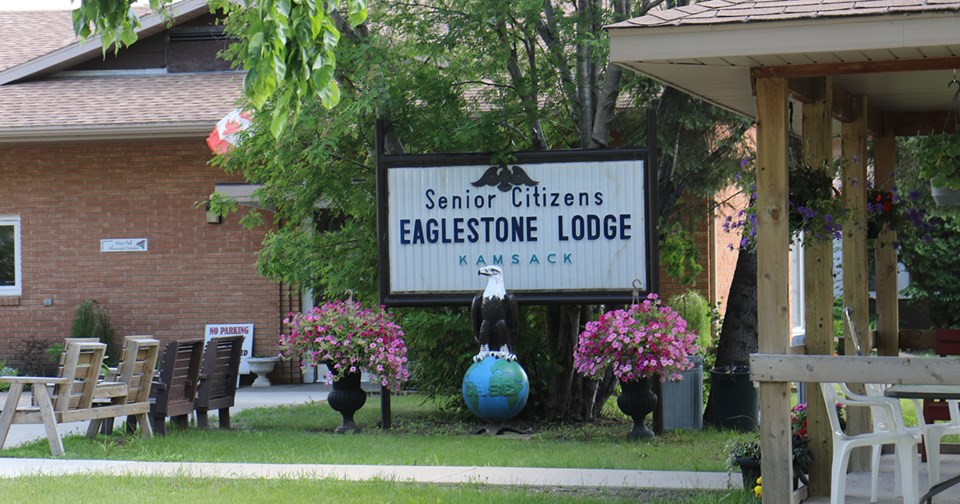 Senior Citizens
EAGLESTONE LODGE
KAMSACK
NO PARKING